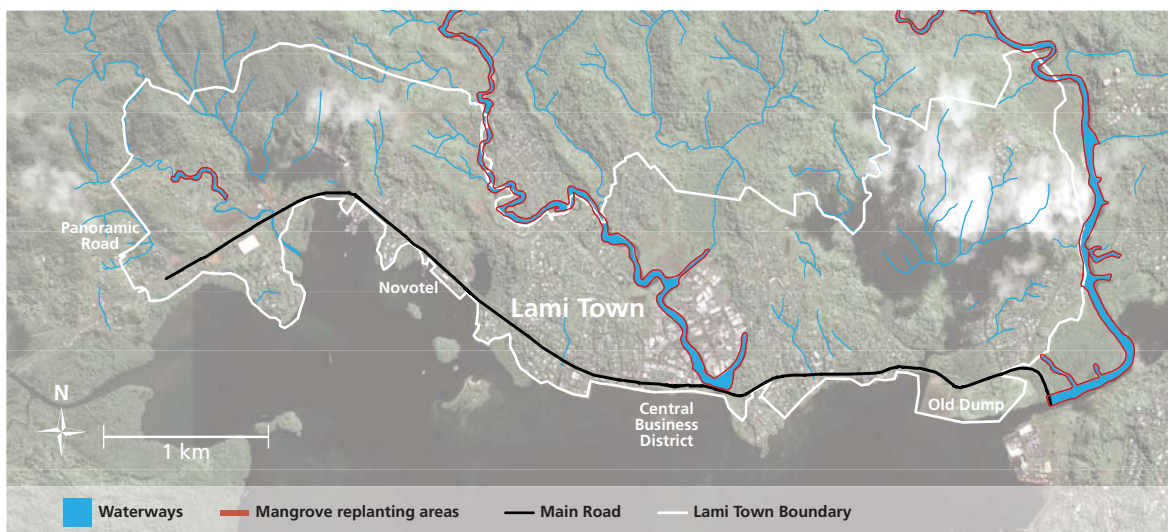 Panoramic
Road
Novotel
Lami Town
Central
Business
District
Old Dump
N
1 km
Waterways
Mangrove replanting areas
Main Road
Lami Town Boundary